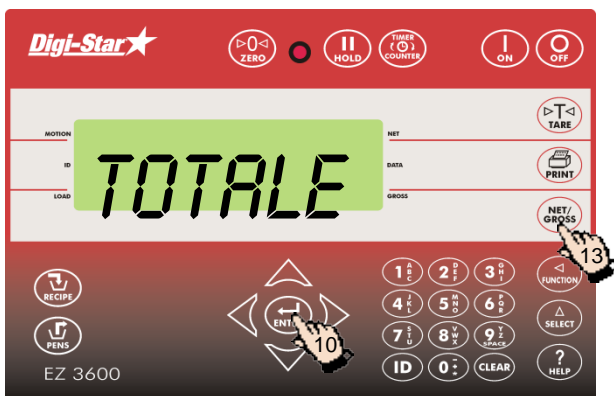 Digi-Star
→0← ZERO
HOLD
TIMER
COUNTER
ON
OFF
T
TARE
MOTION
NET
ID
TOTALE
DATA
PRINT
LOAD
GROSS
NET/
GROSS
13
RECIPE
ENTER
10
1 A B C
2 D E F
3 G H I
FUNCTION
4 J K L
5 M N O
6 P Q R
SELECT
PENS
7 S T U
8 V W X
9 Y Z SPACE
ID
0 - + .
CLEAR
?
HELP
EZ 3600